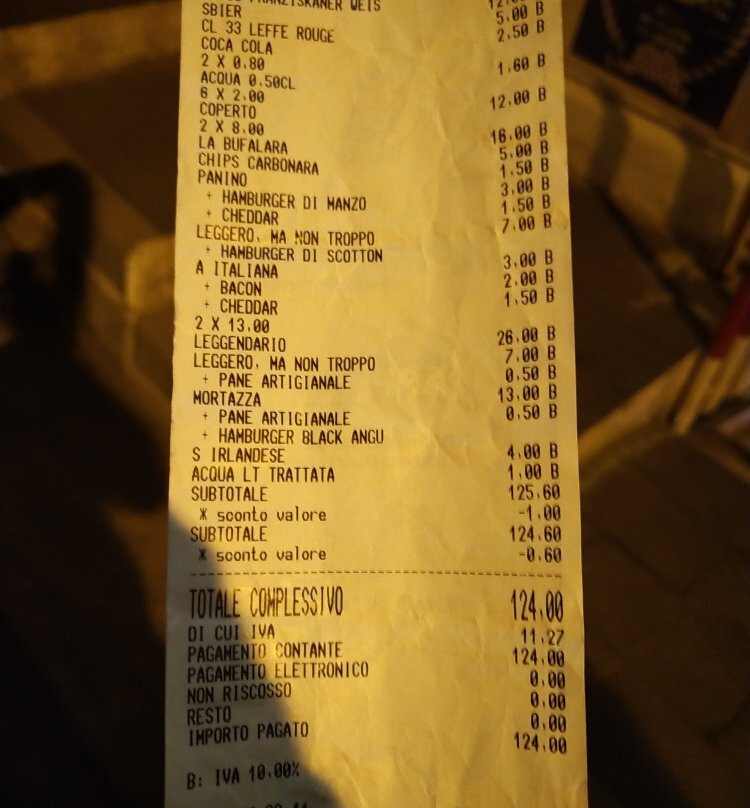 FRANZISKANER WEIS
SBIER
CL 33 LEFFE ROUGE 5.00 B
COCA COLA 2.50 B
2 X 0.80
ACQUA 0.50CL 1.60 B
6 X 2.00
COPERTO 12.00 B
2 X 8.00
LA BUFALARA 16.00 B
CHIPS CARBONARA 5.00 B
PANINO 1.50 B
+ HAMBURGER DI MANZO 3.00 B
+ CHEDDAR 1.50 B
LEGGERO, MA NON TROPPO 7.00 B
+ HAMBURGER DI SCOTTON
A ITALIANA 3.00 B
+ BACON 2.00 B
+ CHEDDAR 1.50 B
2 X 13.00
LEGGENDARIO 26.00 B
LEGGERO, MA NON TROPPO 7.00 B
+ PANE ARTIGIANALE 0.50 B
MORTAZZA 13.00 B
+ PANE ARTIGIANALE 0.50 B
+ HAMBURGER BLACK ANGU
S IRLANDESE 4.00 B
ACQUA LT TRATTATA 1.00 B
SUBTOTALE 125.60
* sconto valore -1.00
SUBTOTALE 124.60
* sconto valore -0.60
TOTALE COMPLESSIVO 124.00
DI CUI IVA 11.27
PAGAMENTO CONTANTE 124.00
PAGAMENTO ELETTRONICO 0.00
NON RISCOSSO 0.00
RESTO 0.00
IMPORTO PAGATO 124.00
B: IVA 10.00%